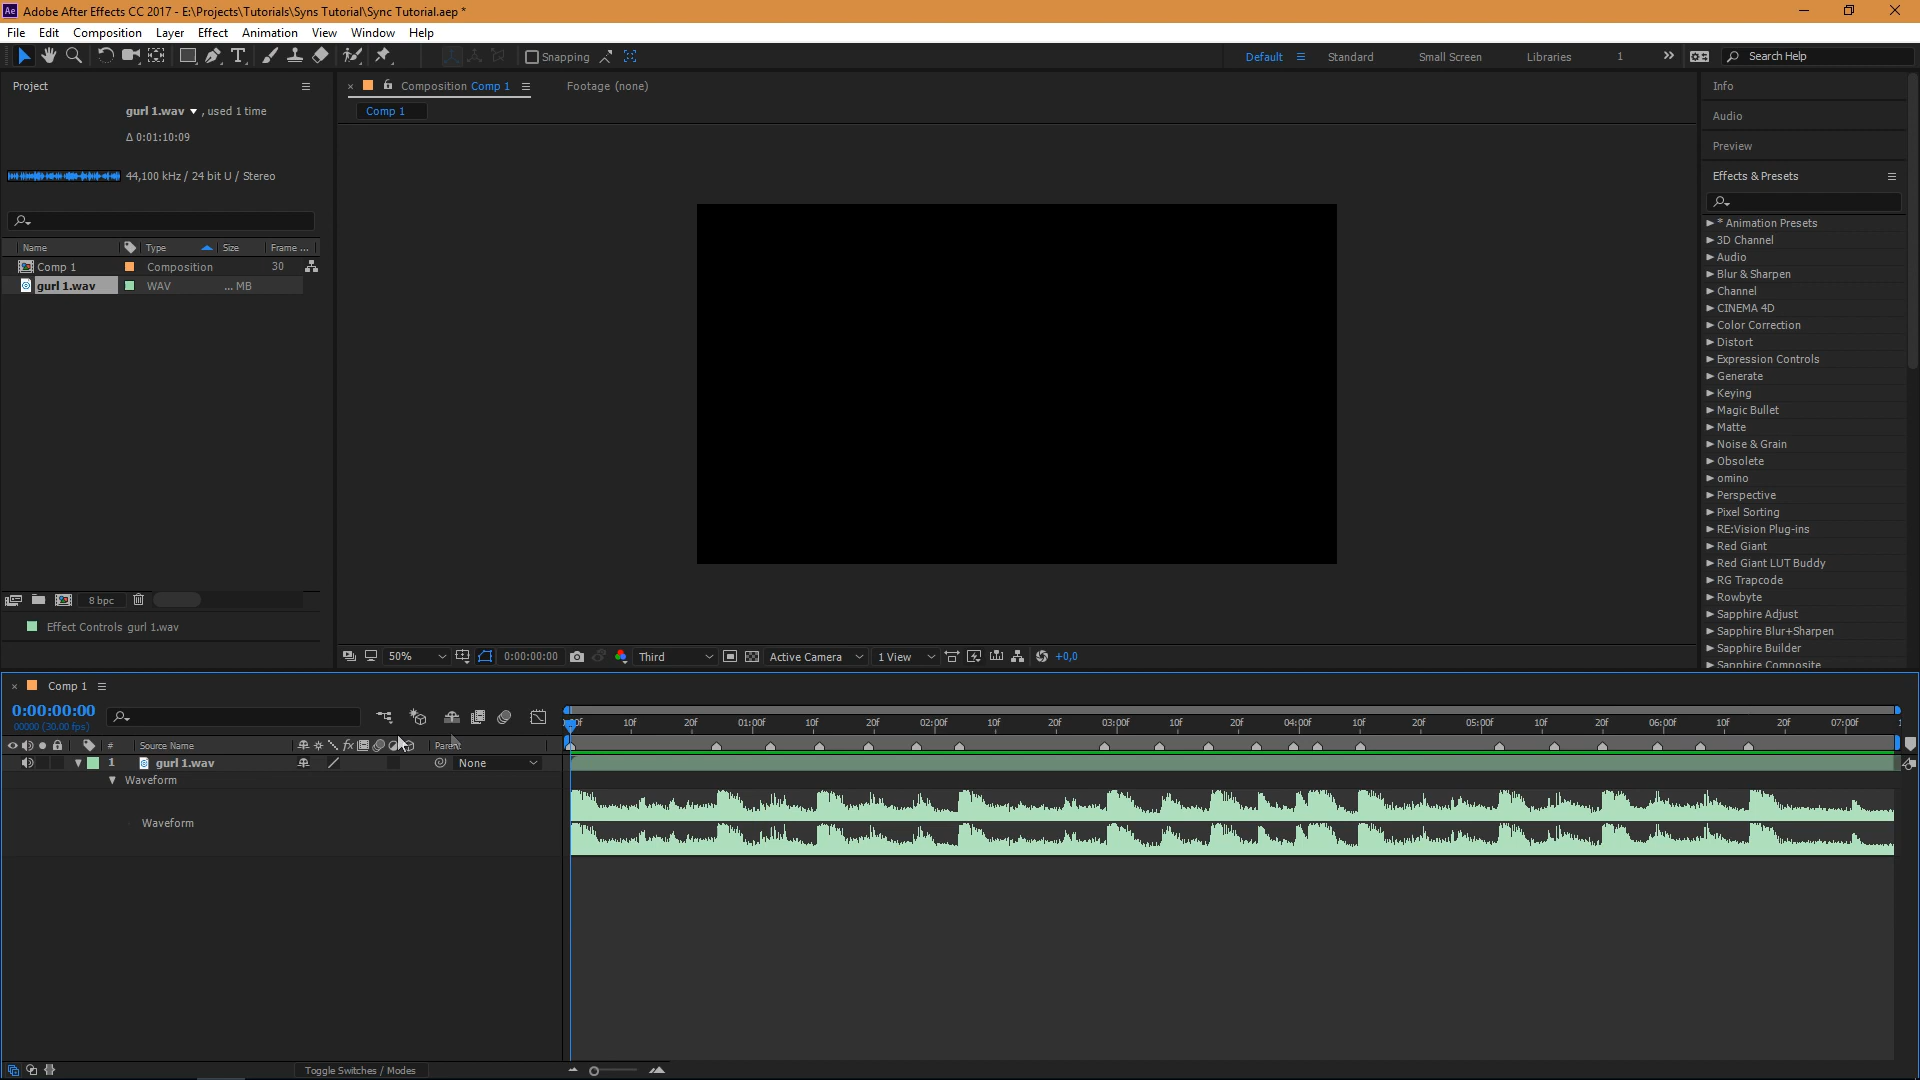 Ae Adobe After Effects CC 2017 - E:\Projects\Tutorials\Syns Tutorial\Sync Tutorial.aep *
File Edit Composition Layer Effect Animation View Window Help
Snapping Default Standard Small Screen Libraries 1 Search Help
Project
gurl 1.wav , used 1 time
Δ 0:01:10:09
44,100 kHz / 24 bit U / Stereo
Name Type Size Frame ...
Comp 1 Composition 30
gurl 1.wav WAV ... MB
8 bpc
Effect Controls gurl 1.wav
Composition Comp 1 Footage (none)
Comp 1
50% 0:00:00:00 Third Active Camera 1 View +0,0
Info
Audio
Preview
Effects & Presets
* Animation Presets
3D Channel
Audio
Blur & Sharpen
Channel
CINEMA 4D
Color Correction
Distort
Expression Controls
Generate
Keying
Magic Bullet
Matte
Noise & Grain
Obsolete
omino
Perspective
Pixel Sorting
RE:Vision Plug-ins
Red Giant
Red Giant LUT Buddy
RG Trapcode
Rowbyte
Sapphire Adjust
Sapphire Blur+Sharpen
Sapphire Builder
Sapphire Composite
Comp 1
0:00:00:00
00000 (30.00 fps)
10f 20f 01:00f 10f 20f 02:00f 10f 20f 03:00f 10f 20f 04:00f 10f 20f 05:00f 10f 20f 06:00f 10f 20f 07:00f
# Source Name fx Parent
1 gurl 1.wav None
Waveform
Waveform
Toggle Switches / Modes